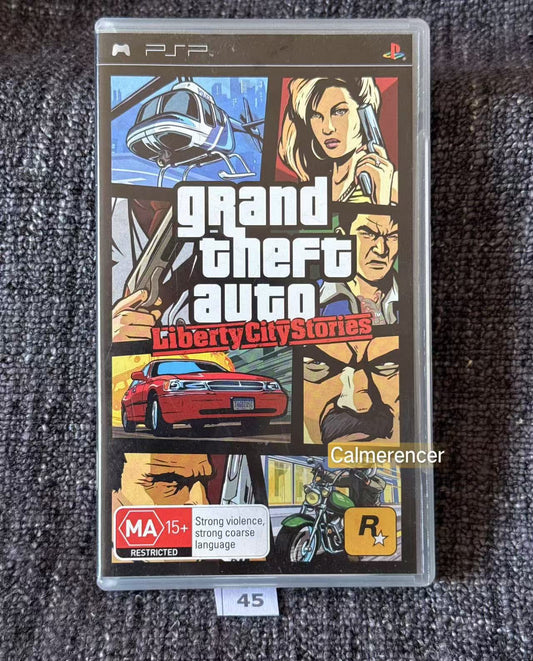 PSP
grand
theft
auto
Liberty City Stories
Calmerencer
MA 15+
RESTRICTED
Strong violence,
strong coarse
language
R
45